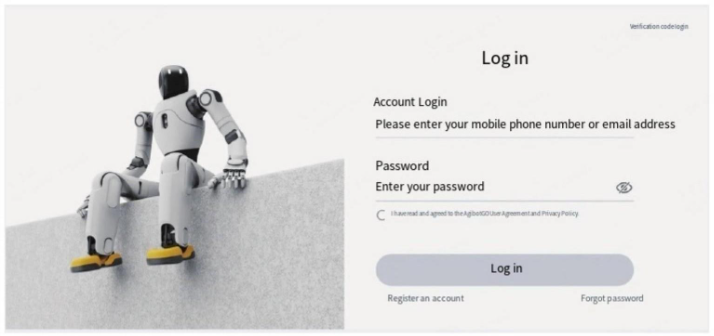 Verification code login
Log in
Account Login
Please enter your mobile phone number or email address
Password
Enter your password
I have read and agreed to the AgibotGO User Agreement and Privacy Policy
Log in
Register an account
Forgot password